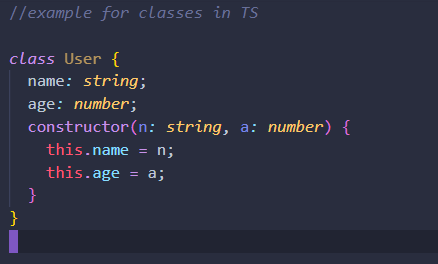 //example for classes in TS
class User {
name: string;
age: number;
constructor(n: string, a: number) {
this.name = n;
this.age = a;
}
}